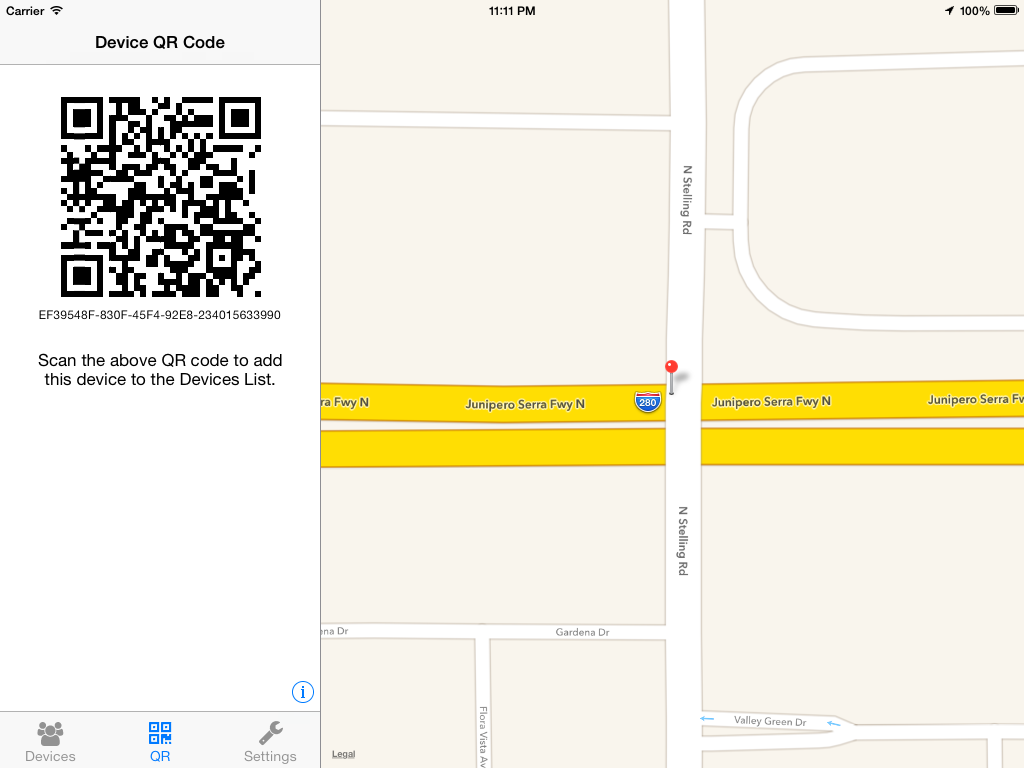 Carrier
11:11 PM
100%
Device QR Code
EF39548F-830F-45F4-92E8-234015633990
Scan the above QR code to add
this device to the Devices List.
i
Devices
QR
Settings
N Stelling Rd
ra Fwy N
Junipero Serra Fwy N
280
Junipero Serra Fwy N
Junipero Serra Fw
N Stelling Rd
ena Dr
Gardena Dr
Flora Vista Av
Valley Green Dr
Legal